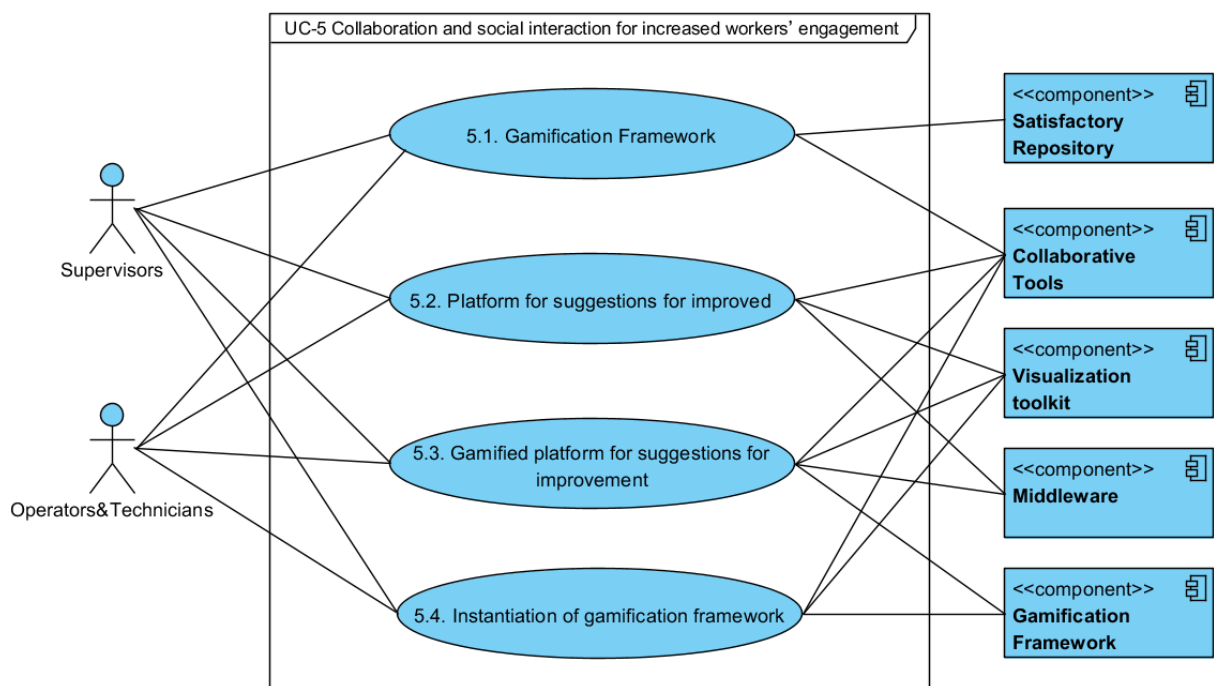 UC-5 Collaboration and social interaction for increased workers’ engagement
5.1. Gamification Framework
5.2. Platform for suggestions for improved
5.3. Gamified platform for suggestions for
improvement
5.4. Instantiation of gamification framework
Supervisors
Operators&Technicians
<<component>>
Satisfactory
Repository
<<component>>
Collaborative
Tools
<<component>>
Visualization
toolkit
<<component>>
Middleware
<<component>>
Gamification
Framework